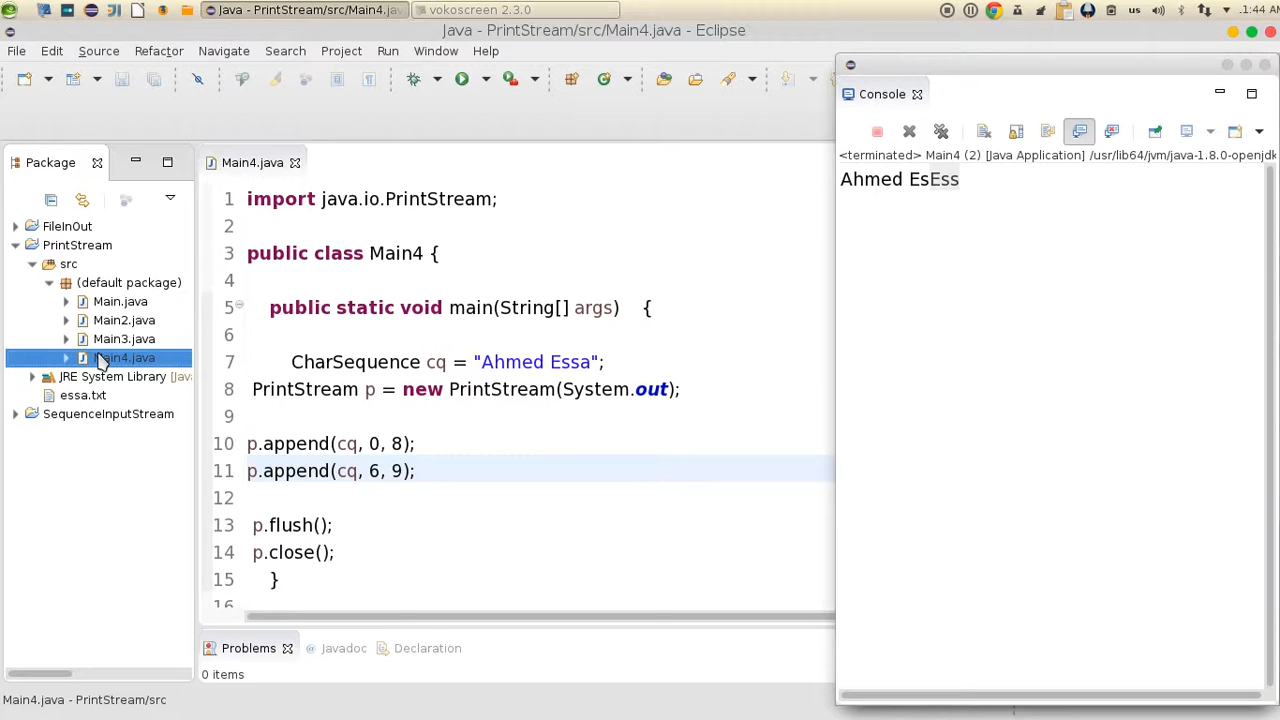 Java - PrintStream/src/Main4.java
vokoscreen 2.3.0
us
1:44
Java - PrintStream/src/Main4.java - Eclipse
File Edit Source Refactor Navigate Search Project Run Window Help
Package
Main4.java
Console
<terminated> Main4 (2) [Java Application] /usr/lib64/jvm/java-1.8.0-openjdk
Ahmed EsEss
FileInOut
PrintStream
src
(default package)
Main.java
Main2.java
Main3.java
Main4.java
JRE System Library [jav
essa.txt
SequenceInputStream
1 import java.io.PrintStream;
2
3 public class Main4 {
4
5 public static void main(String[] args) {
6
7 CharSequence cq = "Ahmed Essa";
8 PrintStream p = new PrintStream(System.out);
9
10 p.append(cq, 0, 8);
11 p.append(cq, 6, 9);
12
13 p.flush();
14 p.close();
15 }
16
Problems
@ Javadoc
Declaration
0 items
Main4.java - PrintStream/src